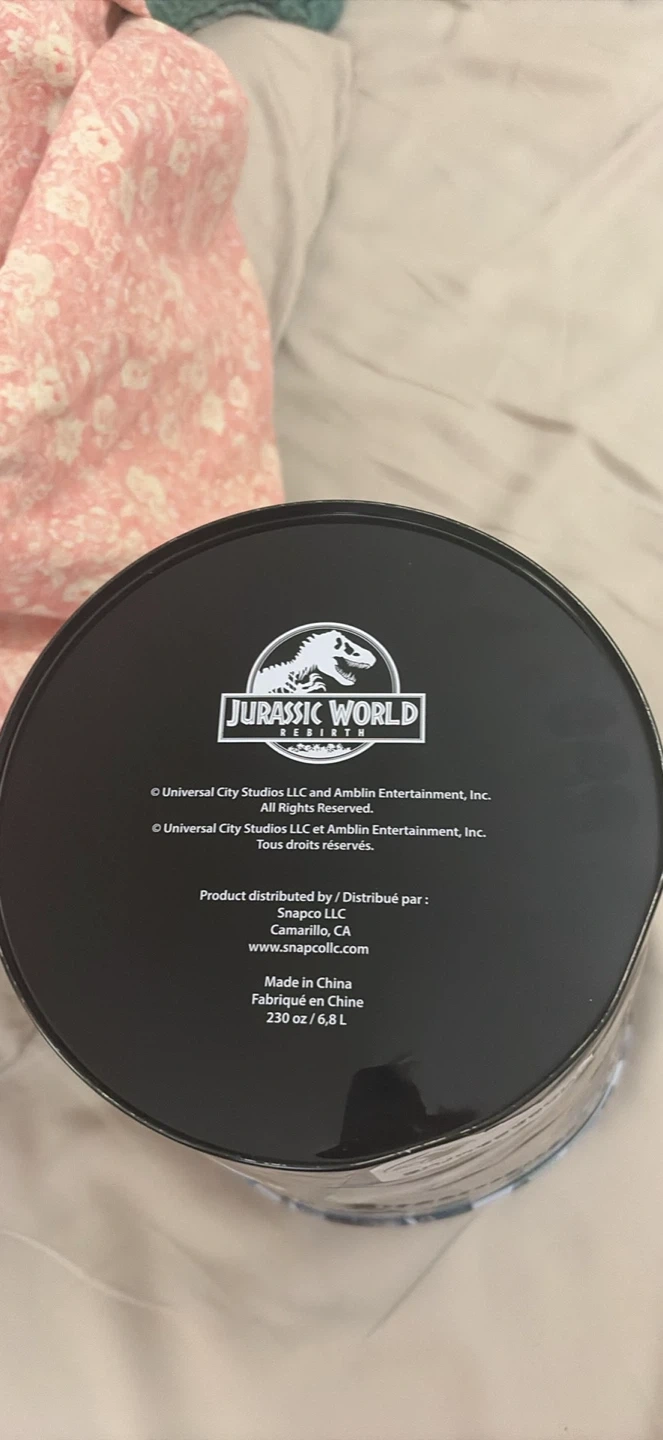 JURASSIC WORLD
REBIRTH
© Universal City Studios LLC and Amblin Entertainment, Inc.
All Rights Reserved.
© Universal City Studios LLC et Amblin Entertainment, Inc.
Tous droits réservés.
Product distributed by / Distribué par :
Snapco LLC
Camarillo, CA
www.snapcollc.com
Made in China
Fabriqué en Chine
230 oz / 6,8 L